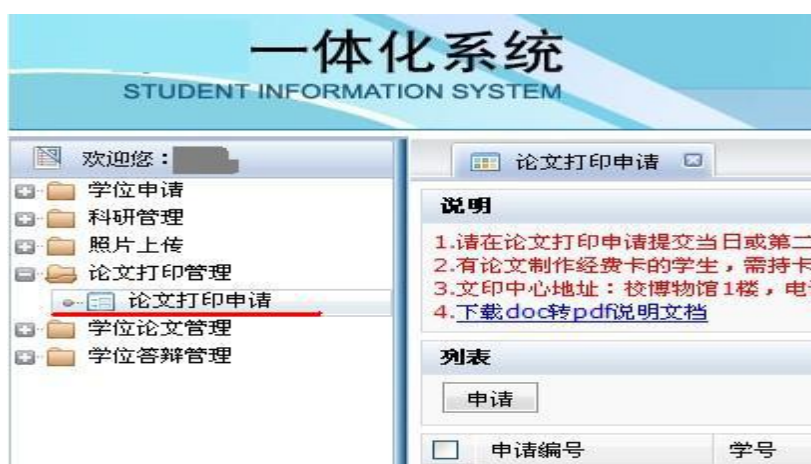 一体化系统
STUDENT INFORMATION SYSTEM
欢迎您：
学位申请
科研管理
照片上传
论文打印管理
论文打印申请
学位论文管理
学位答辩管理
论文打印申请
说明
1.请在论文打印申请提交当日或第二
2.有论文制作经费卡的学生，需持卡
3.文印中心地址：校博物馆1楼，电
4.下载doc转pdf说明文档
列表
申请
申请编号 学号